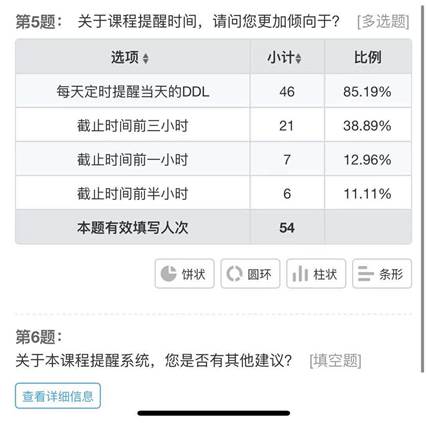 第5题： 关于课程提醒时间，请问您更加倾向于？ [多选题]
选项 小计 比例
每天定时提醒当天的DDL 46 85.19%
截止时间前三小时 21 38.89%
截止时间前一小时 7 12.96%
截止时间前半小时 6 11.11%
本题有效填写人次 54
饼状 圆环 柱状 条形
第6题：
关于本课程提醒系统，您是否有其他建议？ [填空题]
查看详细信息